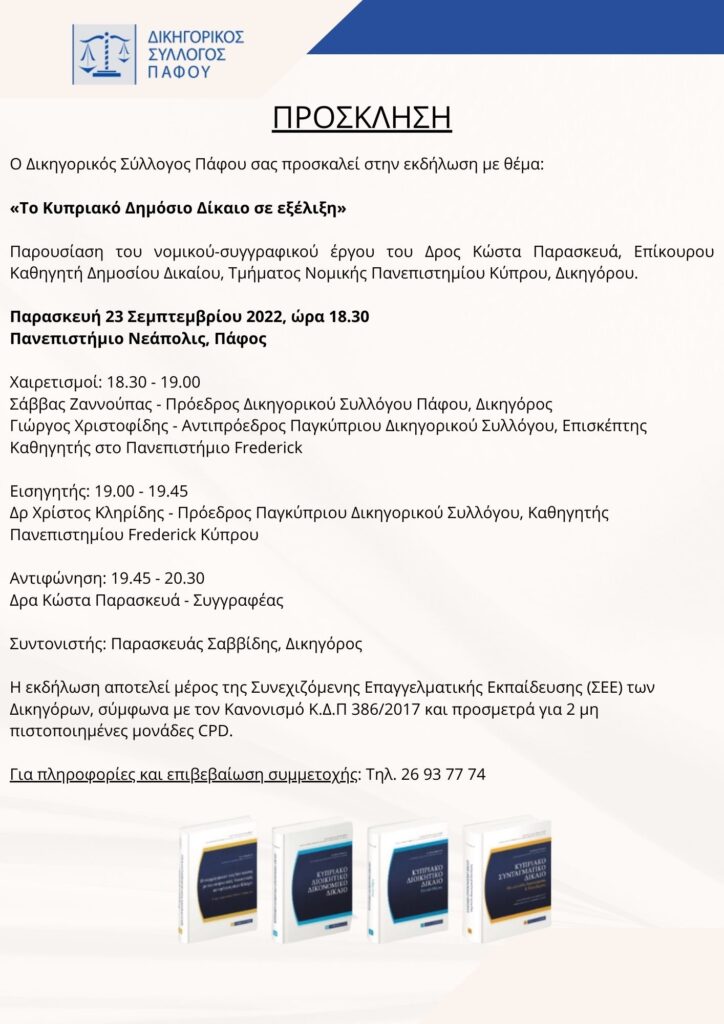 ΔΙΚΗΓΟΡΙΚΟΣ
ΣΥΛΛΟΓΟΣ
ΠΑΦΟΥ
ΠΡΟΣΚΛΗΣΗ
Ο Δικηγορικός Σύλλογος Πάφου σας προσκαλεί στην εκδήλωση με θέμα:
«Το Κυπριακό Δημόσιο Δίκαιο σε εξέλιξη»
Παρουσίαση του νομικού-συγγραφικού έργου του Δρος Κώστα Παρασκευά, Επίκουρου
Καθηγητή Δημοσίου Δικαίου, Τμήματος Νομικής Πανεπιστημίου Κύπρου, Δικηγόρου.
Παρασκευή 23 Σεμπτεμβρίου 2022, ώρα 18.30
Πανεπιστήμιο Νεάπολις, Πάφος
Χαιρετισμοί: 18.30 - 19.00
Σάββας Ζαννούπας - Πρόεδρος Δικηγορικού Συλλόγου Πάφου, Δικηγόρος
Γιώργος Χριστοφίδης - Αντιπρόεδρος Παγκύπριου Δικηγορικού Συλλόγου, Επισκέπτης
Καθηγητής στο Πανεπιστήμιο Frederick
Εισηγητής: 19.00 - 19.45
Δρ Χρίστος Κληρίδης - Πρόεδρος Παγκύπριου Δικηγορικού Συλλόγου, Καθηγητής
Πανεπιστημίου Frederick Κύπρου
Αντιφώνηση: 19.45 - 20.30
Δρα Κώστα Παρασκευά - Συγγραφέας
Συντονιστής: Παρασκευάς Σαββίδης, Δικηγόρος
Η εκδήλωση αποτελεί μέρος της Συνεχιζόμενης Επαγγελματικής Εκπαίδευσης (ΣΕΕ) των
Δικηγόρων, σύμφωνα με τον Κανονισμό Κ.Δ.Π 386/2017 και προσμετρά για 2 μη
πιστοποιημένες μονάδες CPD.
Για πληροφορίες και επιβεβαίωση συμμετοχής: Τηλ. 26 93 77 74
ΚΥΠΡΙΑΚΟ
ΔΙΟΙΚΗΤΙΚΟ
ΔΙΚΟΝΟΜΙΚΟ
ΔΙΚΑΙΟ
ΚΥΠΡΙΑΚΟ
ΔΙΟΙΚΗΤΙΚΟ
ΔΙΚΑΙΟ
ΚΥΠΡΙΑΚΟ
ΣΥΝΤΑΓΜΑΤΙΚΟ
ΔΙΚΑΙΟ